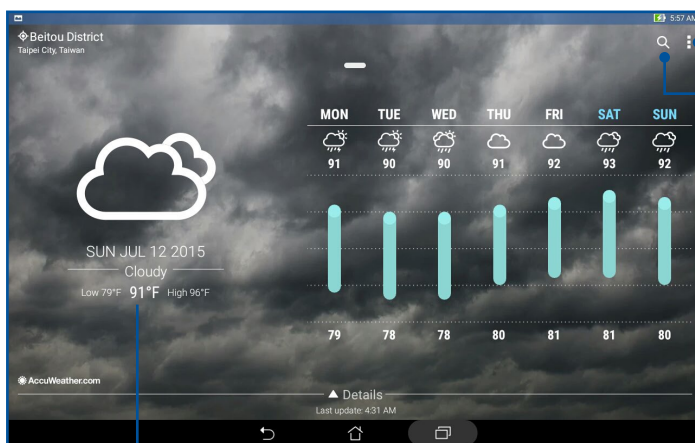 5:57 AM
Beitou District
Taipei City, Taiwan
MON TUE WED THU FRI SAT SUN
91 90 90 91 92 93 92
SUN JUL 12 2015
Cloudy
Low 79°F 91°F High 96°F
79 78 78 80 81 81 80
AccuWeather.com
Details
Last update: 4:31 AM